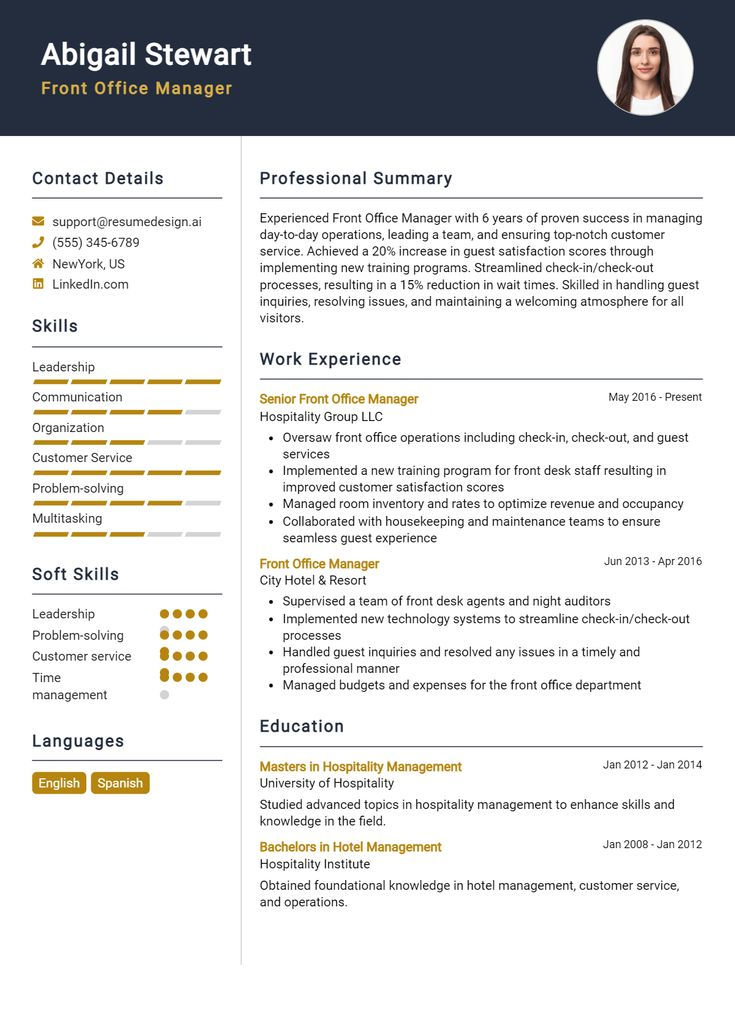 Abigail Stewart
Front Office Manager
Contact Details
support@resumedesign.ai
(555) 345-6789
NewYork, US
LinkedIn.com
Skills
Leadership
Communication
Organization
Customer Service
Problem-solving
Multitasking
Soft Skills
Leadership
Problem-solving
Customer service
Time
management
Languages
English Spanish
Professional Summary
Experienced Front Office Manager with 6 years of proven success in managing
day-to-day operations, leading a team, and ensuring top-notch customer
service. Achieved a 20% increase in guest satisfaction scores through
implementing new training programs. Streamlined check-in/check-out
processes, resulting in a 15% reduction in wait times. Skilled in handling guest
inquiries, resolving issues, and maintaining a welcoming atmosphere for all
visitors.
Work Experience
Senior Front Office Manager May 2016 - Present
Hospitality Group LLC
• Oversaw front office operations including check-in, check-out, and guest
services
• Implemented a new training program for front desk staff resulting in
improved customer satisfaction scores
• Managed room inventory and rates to optimize revenue and occupancy
• Collaborated with housekeeping and maintenance teams to ensure
seamless guest experience
Front Office Manager Jun 2013 - Apr 2016
City Hotel & Resort
• Supervised a team of front desk agents and night auditors
• Implemented new technology systems to streamline check-in/check-out
processes
• Handled guest inquiries and resolved any issues in a timely and
professional manner
• Managed budgets and expenses for the front office department
Education
Masters in Hospitality Management Jan 2012 - Jan 2014
University of Hospitality
Studied advanced topics in hospitality management to enhance skills and
knowledge in the field.
Bachelors in Hotel Management Jan 2008 - Jan 2012
Hospitality Institute
Obtained foundational knowledge in hotel management, customer service,
and operations.